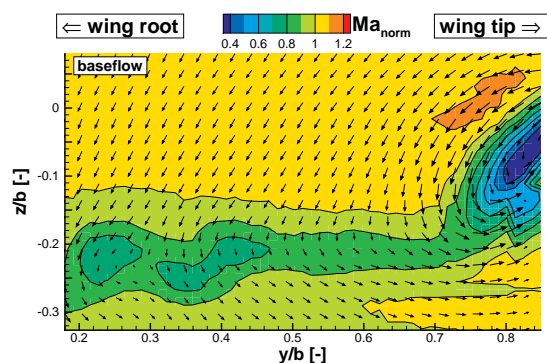 ⇐ wing root
Ma_norm
wing tip ⇒
0.4 0.6 0.8 1 1.2
baseflow
z/b [-]
0
-0.1
-0.2
-0.3
0.2 0.3 0.4 0.5 0.6 0.7 0.8
y/b [-]